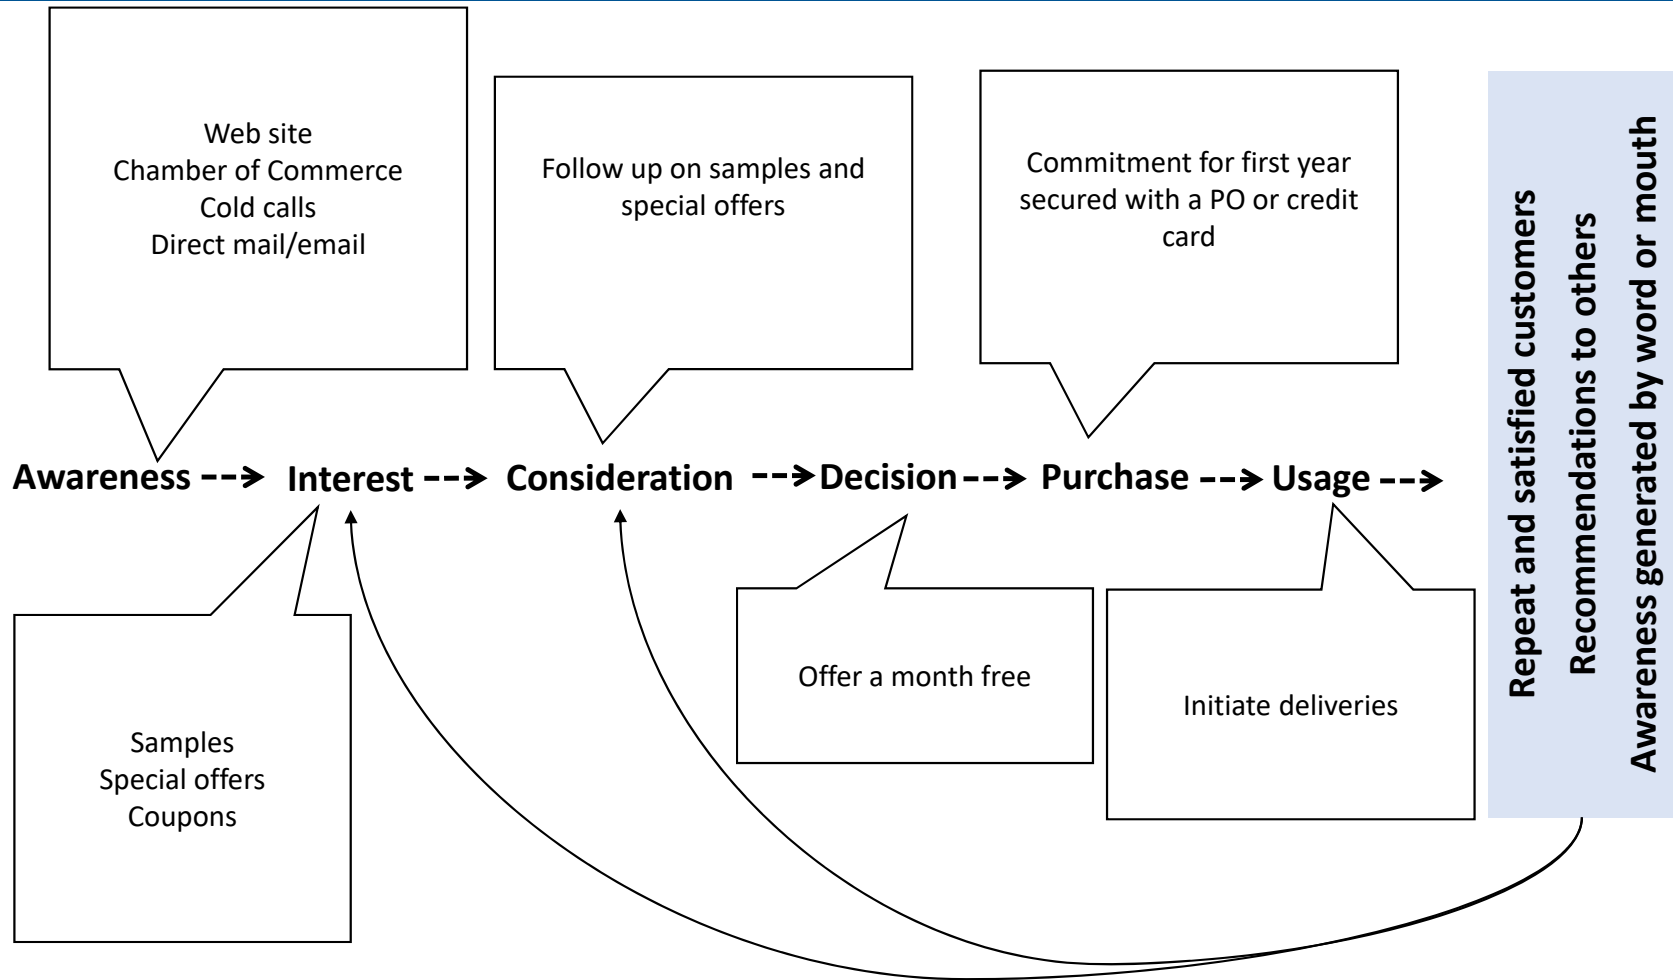 Web site
Chamber of Commerce
Cold calls
Direct mail/email
Follow up on samples and
special offers
Commitment for first year
secured with a PO or credit
card
Awareness
Interest
Consideration
Decision
Purchase
Usage
Samples
Special offers
Coupons
Offer a month free
Initiate deliveries
Repeat and satisfied customers
Recommendations to others
Awareness generated by word or mouth